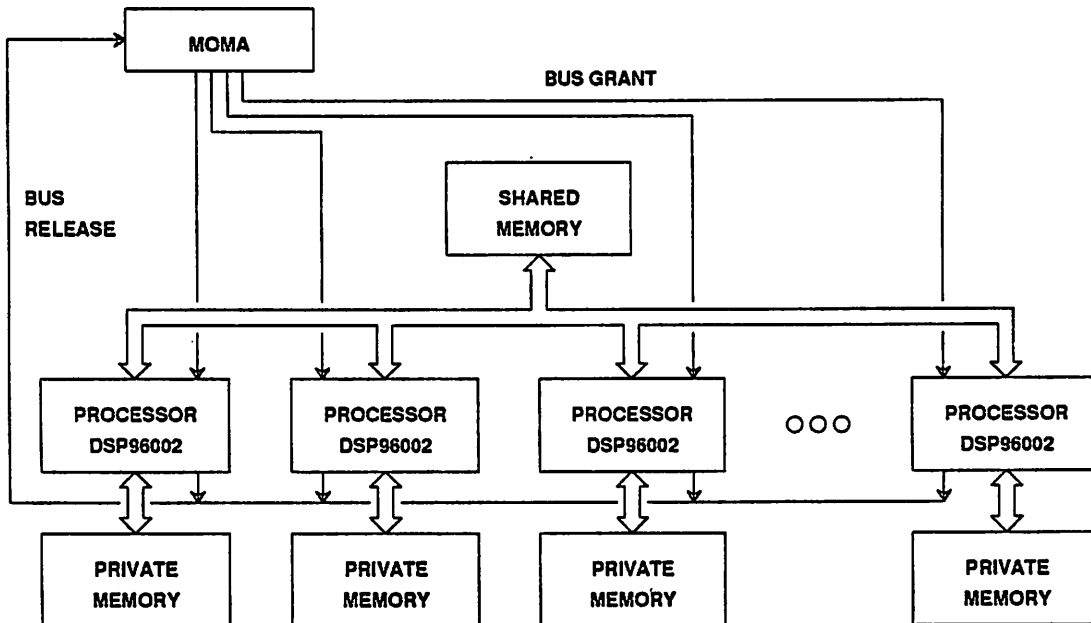 MOMA
BUS GRANT
BUS
RELEASE
SHARED
MEMORY
PROCESSOR
DSP96002
PROCESSOR
DSP96002
PROCESSOR
DSP96002
PROCESSOR
DSP96002
PRIVATE
MEMORY
PRIVATE
MEMORY
PRIVATE
MEMORY
PRIVATE
MEMORY